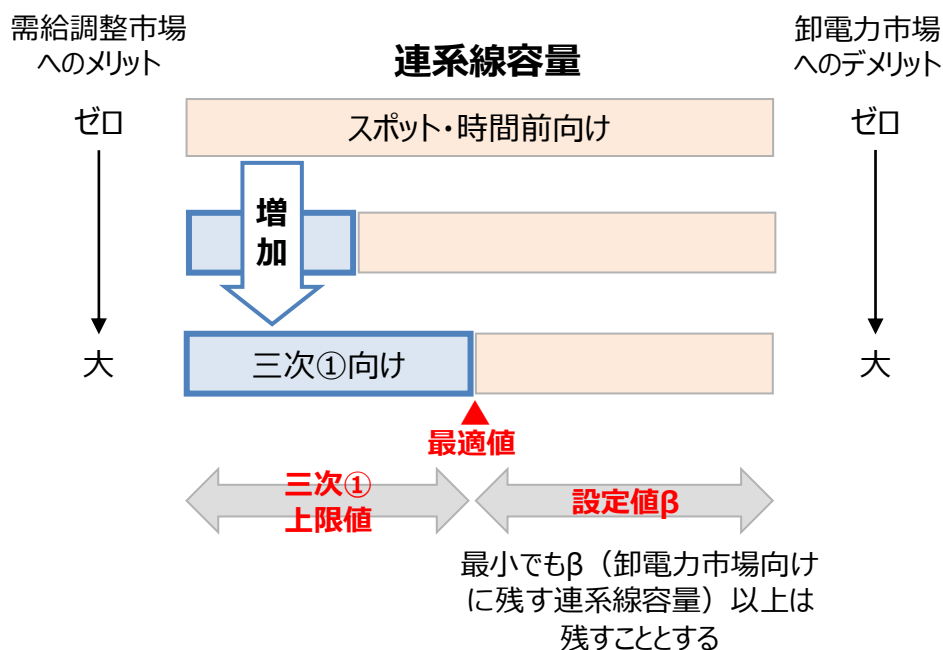 需給調整市場
へのメリット
連系線容量
卸電力市場
へのデメリット
ゼロ
スポット・時間前向け
ゼロ
増
加
大
三次①向け
大
最適値
三次①
上限値
設定値β
最小でもβ（卸電力市場向け
に残す連系線容量）以上は
残すこととする